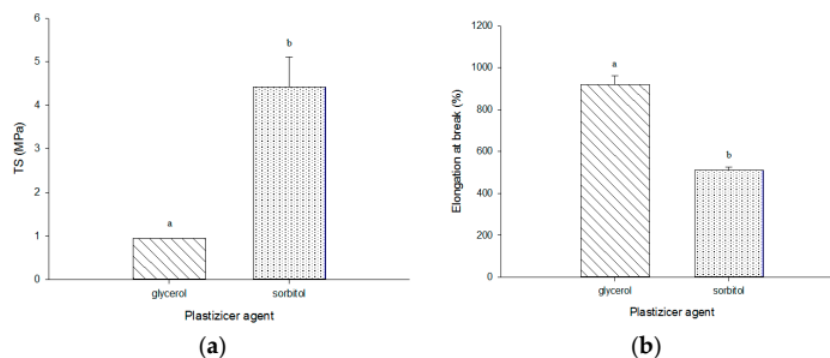 6
5
4
3
2
1
0
TS (MPa)
a
b
glycerol sorbitol
Plastizicer agent
(a)
1200
1000
800
600
400
200
0
Elongation at break (%)
a
b
glycerol sorbitol
Plastizicer agent
(b)